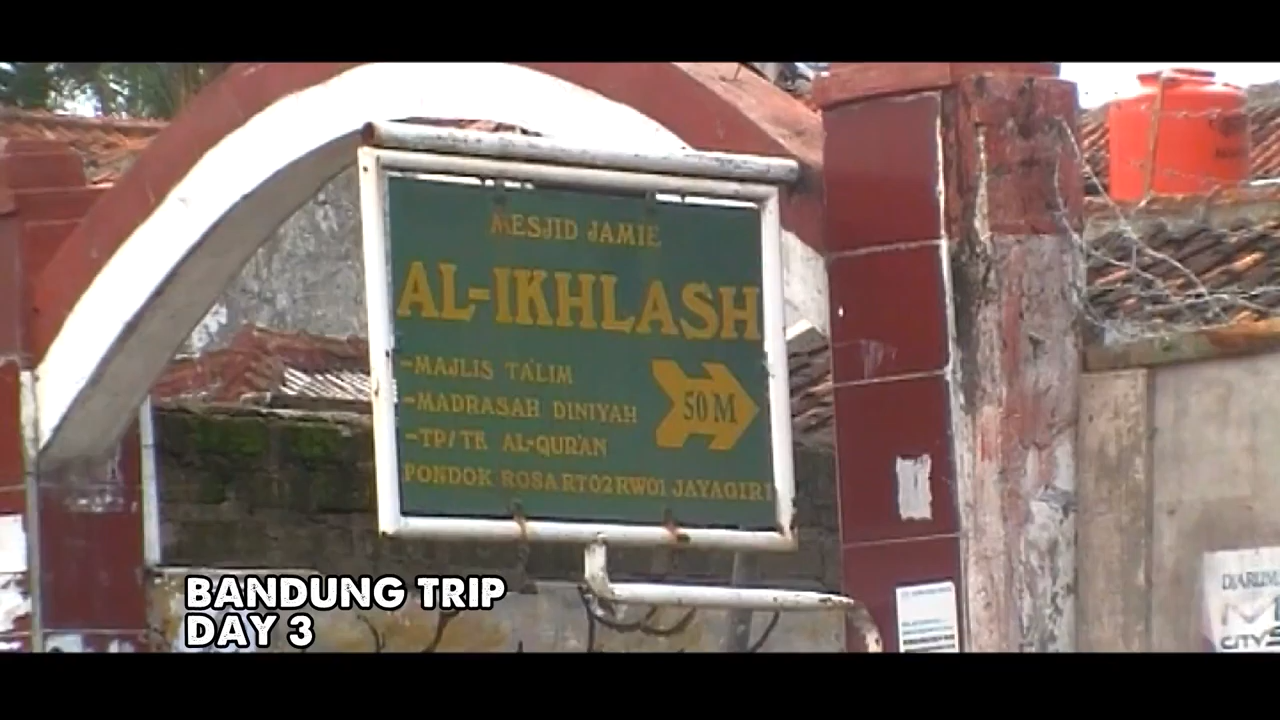 MESJID JAMIE
AL-IKHLASH
-MAJLIS TA'LIM
-MADRASAH DINIYAH
-TP/TK AL-QUR'AN
50 M
PONDOK ROSA RT02 RW01 JAYAGIRI
BANDUNG TRIP
DAY 3